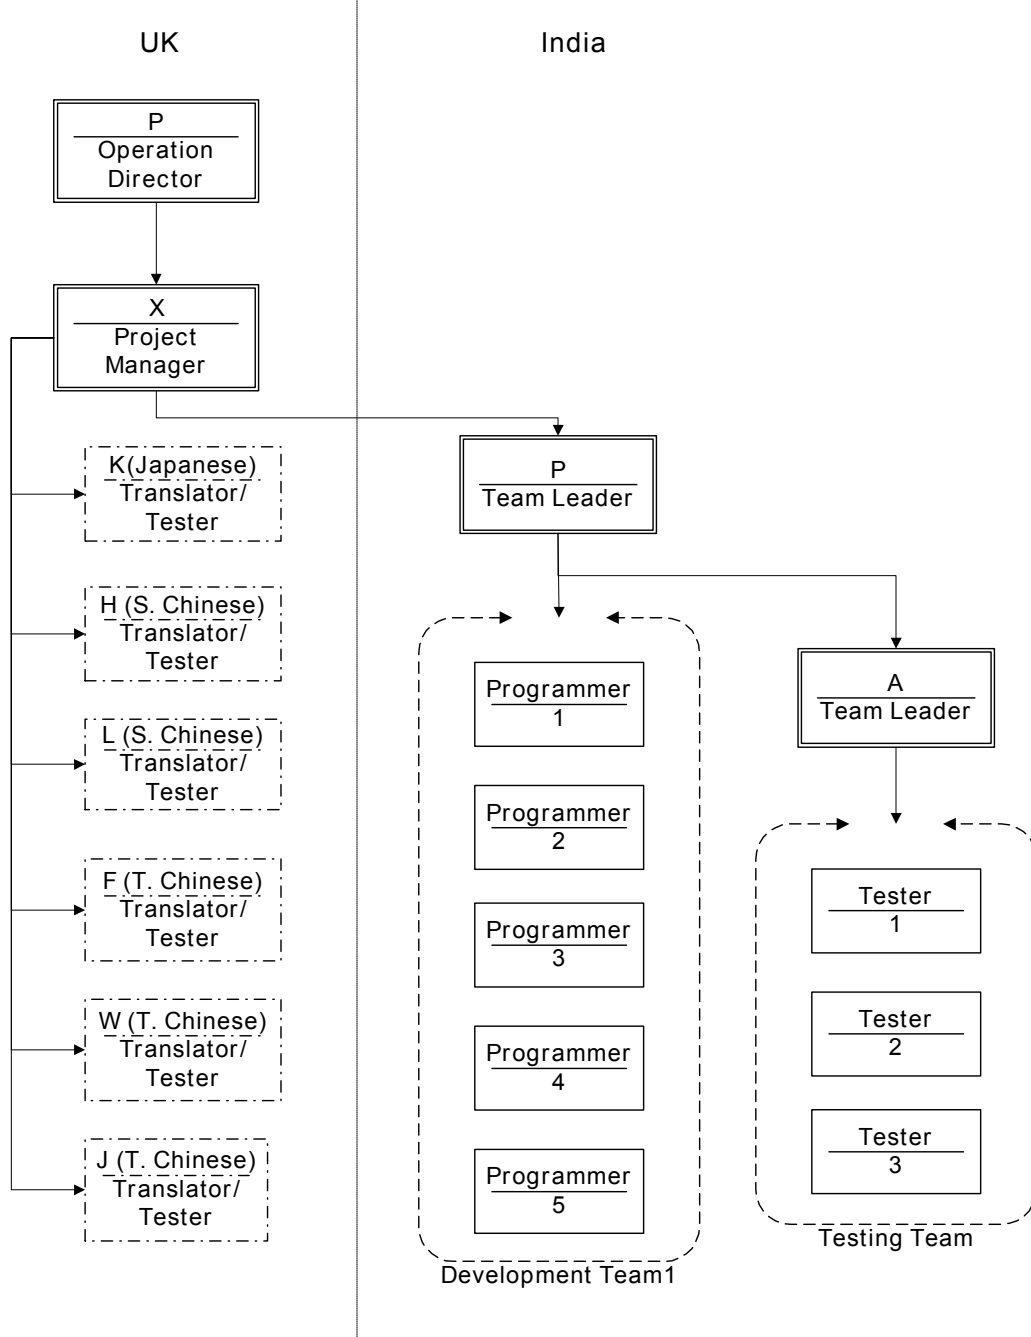 UK
India
P
Operation
Director
X
Project
Manager
K(Japanese)
Translator/
Tester
H (S. Chinese)
Translator/
Tester
L (S. Chinese)
Translator/
Tester
F (T. Chinese)
Translator/
Tester
W (T. Chinese)
Translator/
Tester
J (T. Chinese)
Translator/
Tester
P
Team Leader
Programmer
1
Programmer
2
Programmer
3
Programmer
4
Programmer
5
Development Team1
A
Team Leader
Tester
1
Tester
2
Tester
3
Testing Team